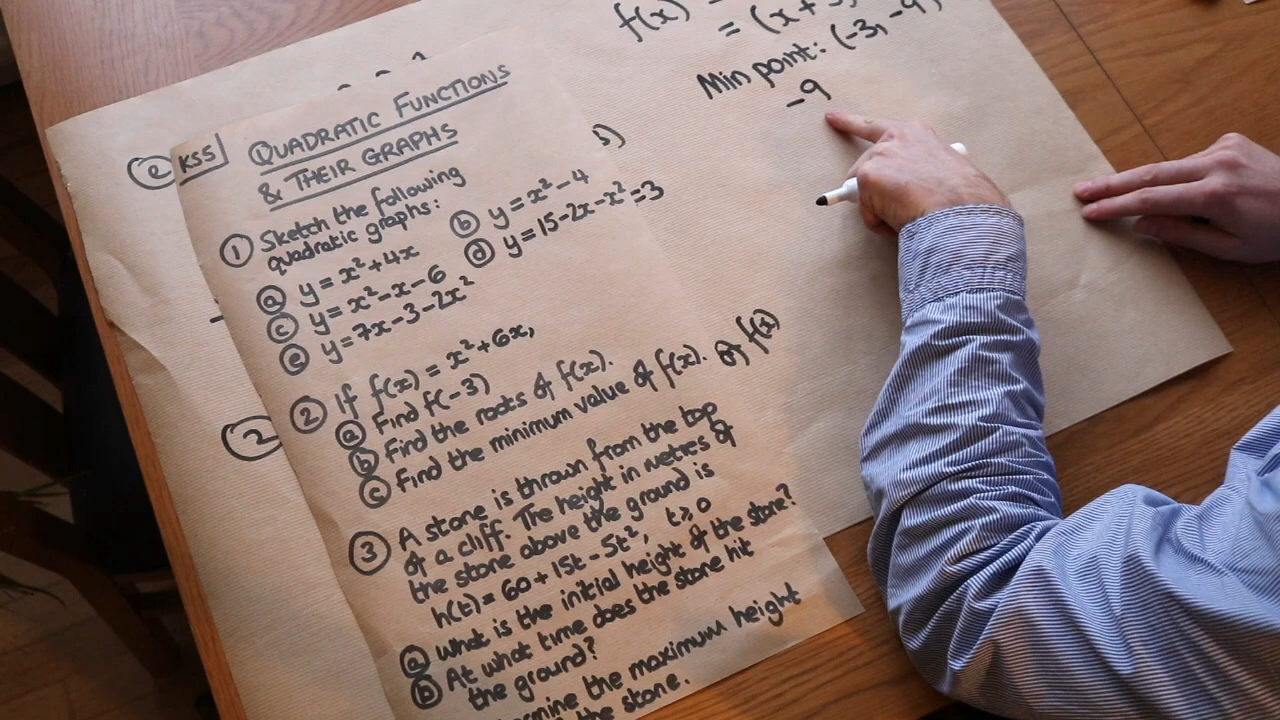 KS5
QUADRATIC FUNCTIONS
& THEIR GRAPHS
① Sketch the following
quadratic graphs:
ⓐ y = x² + 4x
ⓑ y = x² - 4
ⓒ y = x² - x - 6
ⓓ y = 15 - 2x - x²
ⓔ y = 7x - 3 - 2x²
② If f(x) = x² + 6x,
ⓐ Find f(-3)
ⓑ Find the roots of f(x).
ⓒ Find the minimum value of f(x).
③ A stone is thrown from the top
of a cliff. The height in metres of
the stone above the ground is
h(t) = 60 + 15t - 5t², t ⩾ 0
ⓐ What is the initial height of the stone?
ⓑ At what time does the stone hit
the ground?
the maximum height
the stone.
②
= 3
of f(x)
f(x) =
= (x +
Min point: (-3, -9)
-9